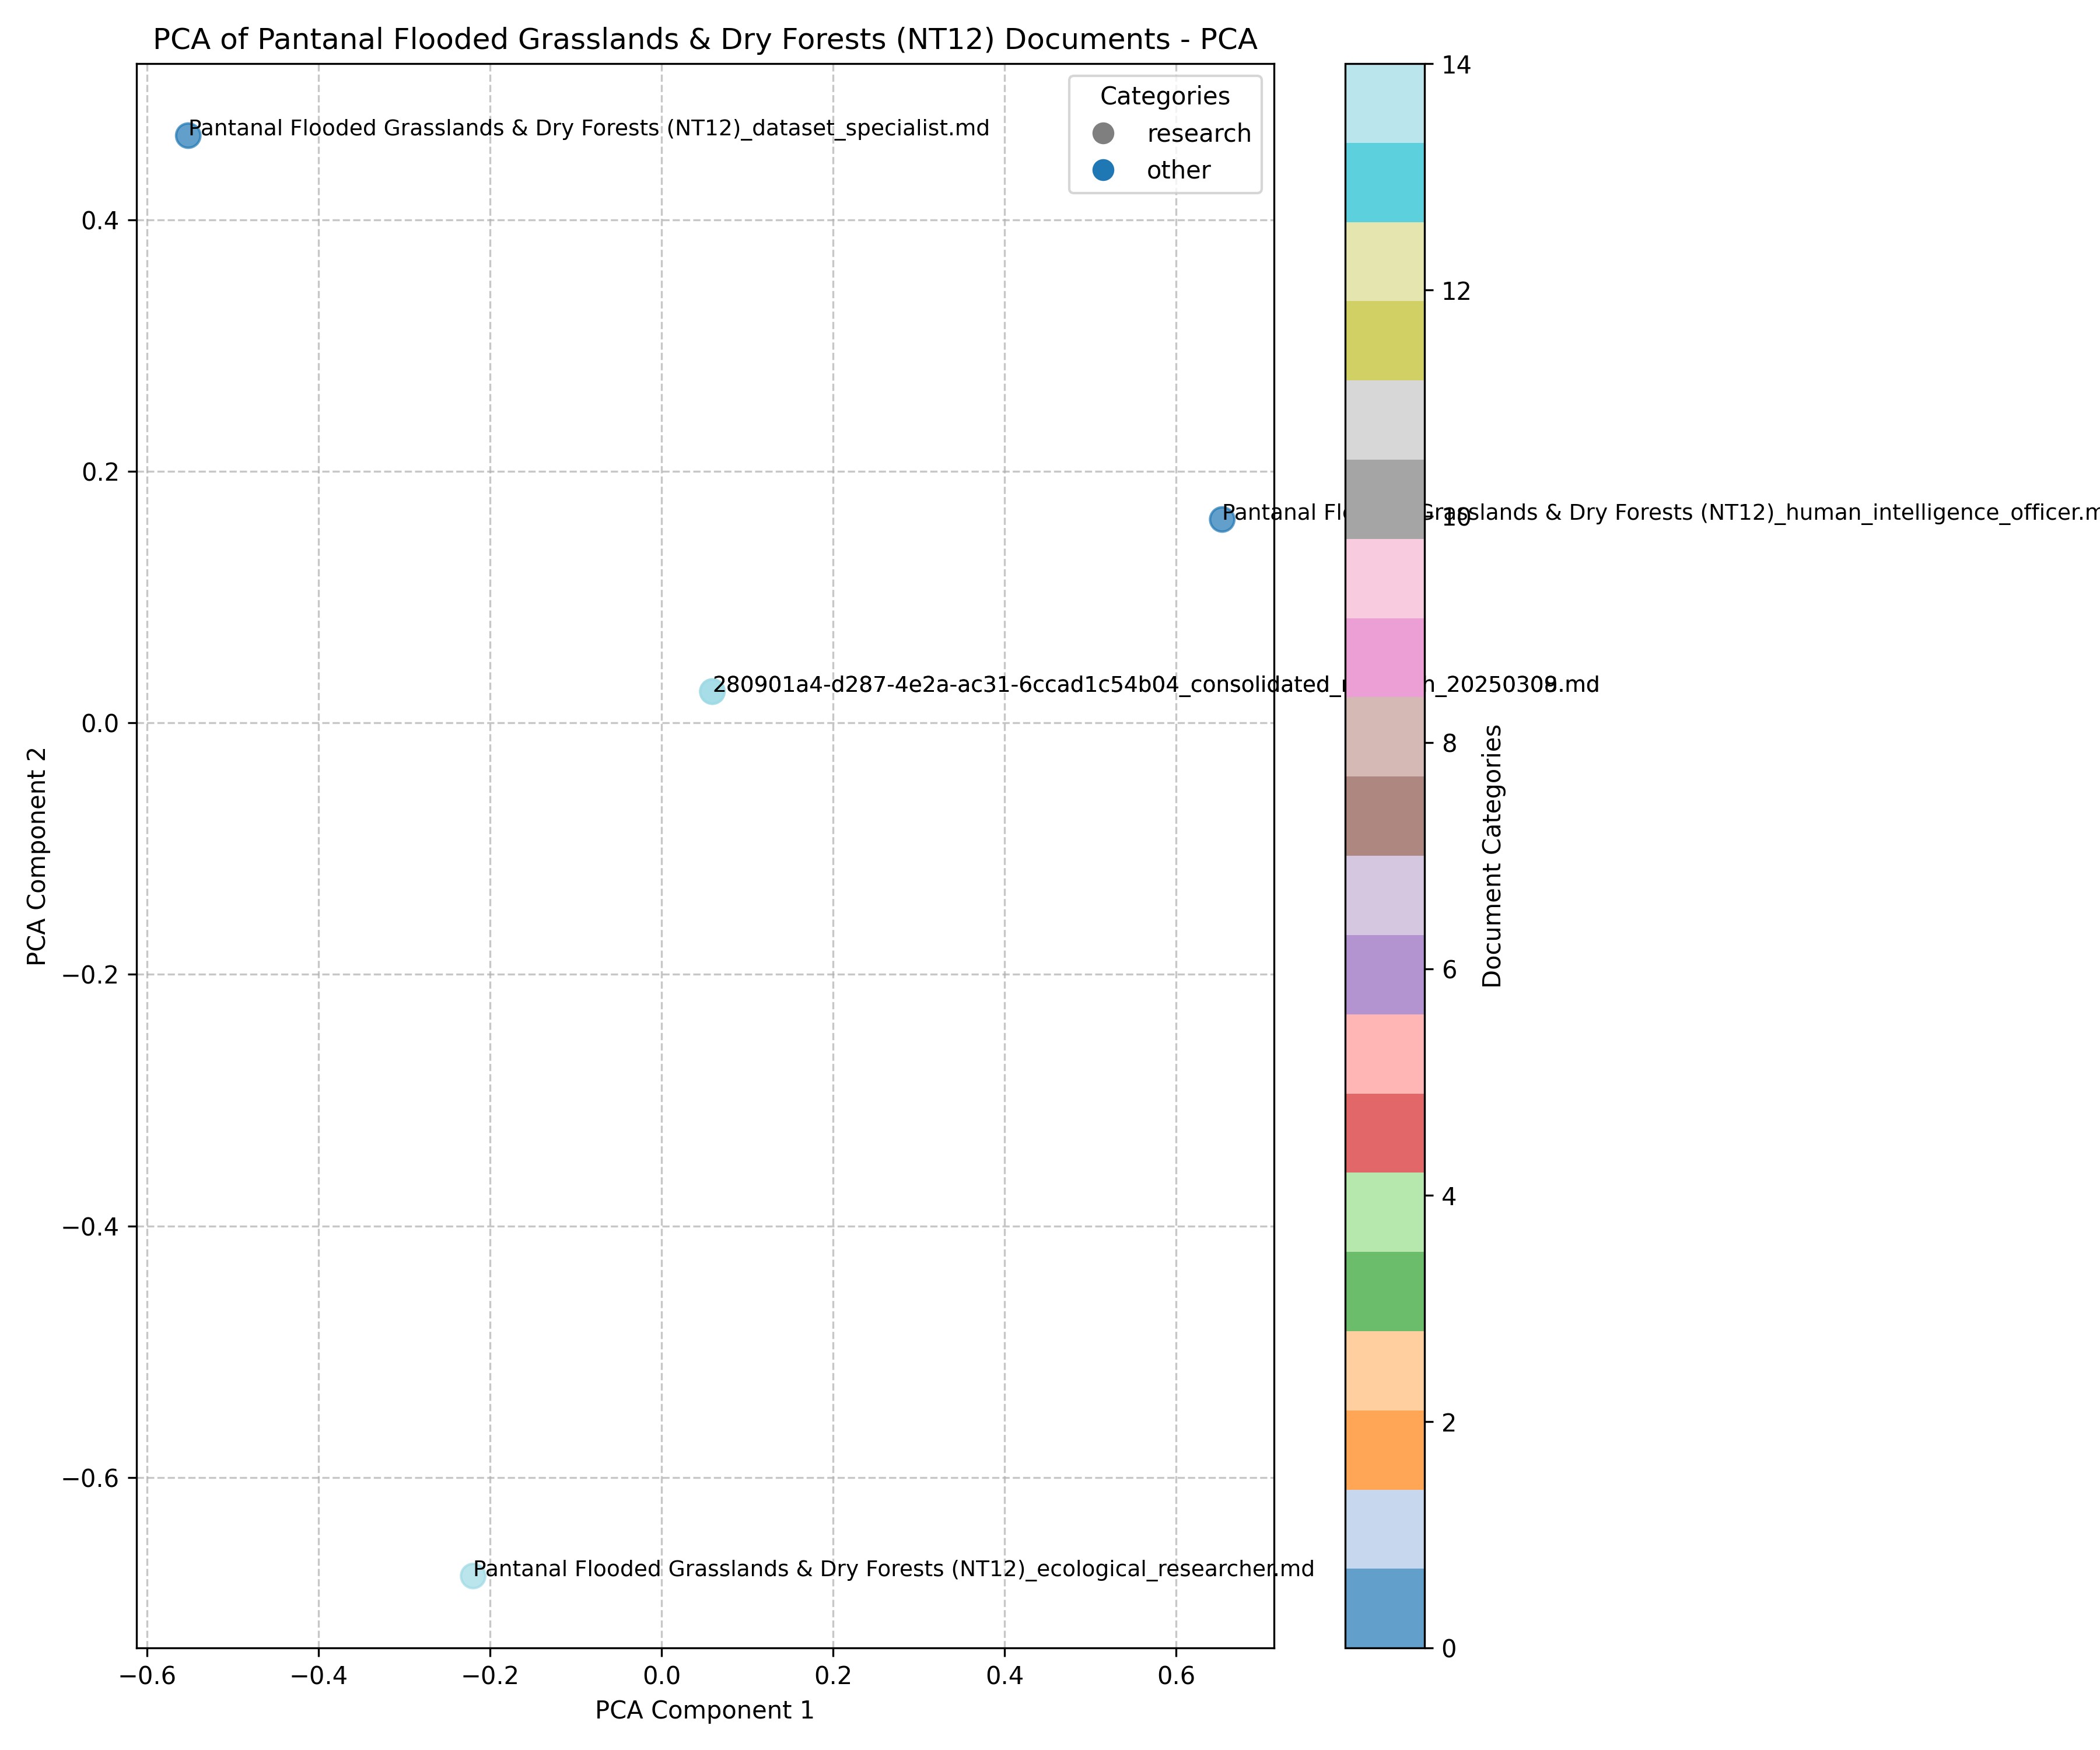 PCA of Pantanal Flooded Grasslands & Dry Forests (NT12) Documents - PCA
Categories
research
other
Pantanal Flooded Grasslands & Dry Forests (NT12)_dataset_specialist.md
Pantanal Grasslands & Dry Forests (NT12)_human_intelligence_officer.m
280901a4-d287-4e2a-ac31-6ccad1c54b04_consolidated_
Pantanal Flooded Grasslands & Dry Forests (NT12)_ecological_researcher.md
0.4
0.2
0.0
−0.2
−0.4
−0.6
PCA Component 2
−0.6
−0.4
−0.2
0.0
0.2
0.4
0.6
PCA Component 1
14
12
10
8
6
4
2
0
Document Categories